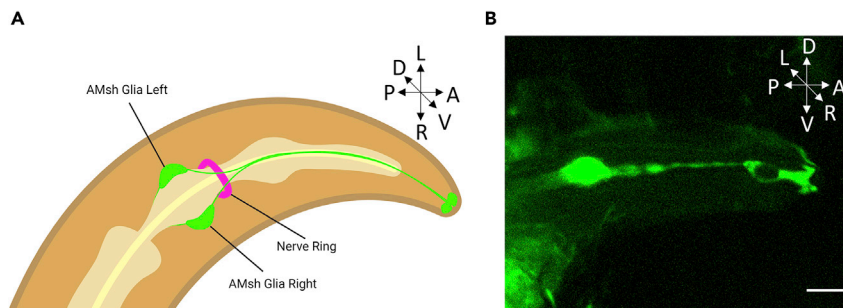 A
AMsh Glia Left
L
D
P
A
V
R
Nerve Ring
AMsh Glia Right
B
D
L
P
A
R
V